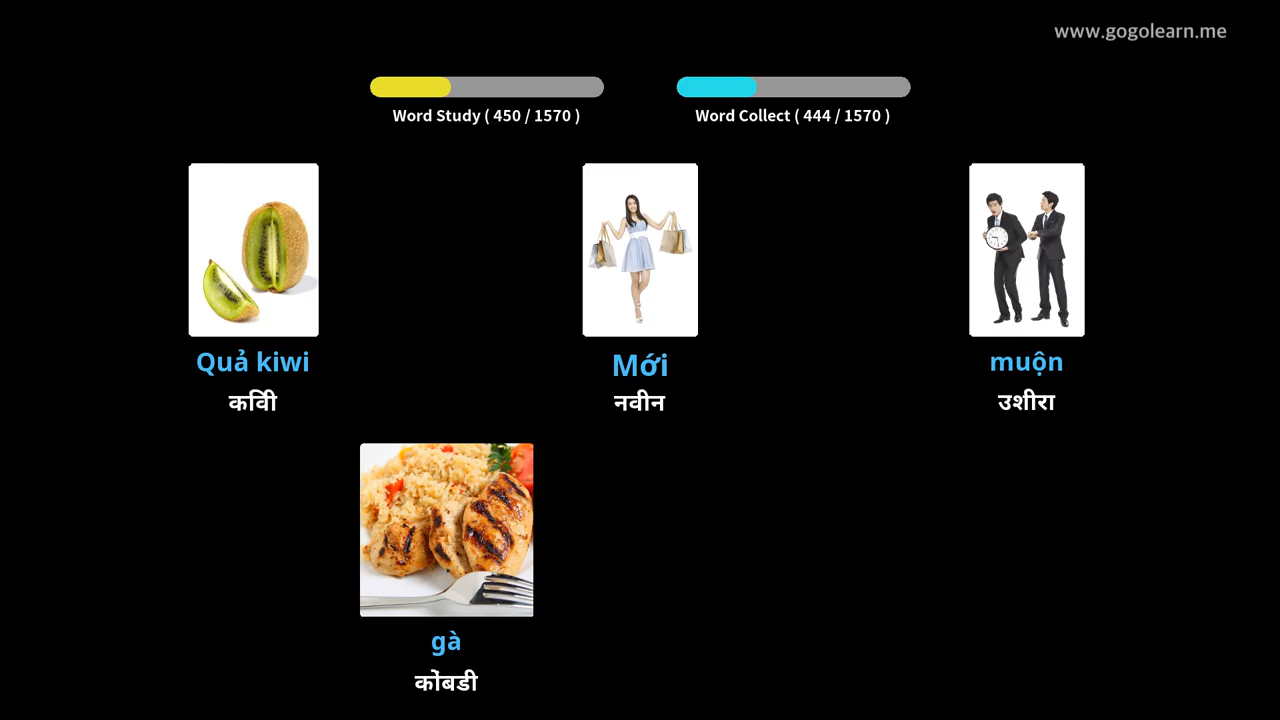 www.gogolearn.me
Word Study ( 450 / 1570 )
Word Collect ( 444 / 1570 )
Quả kiwi
Mới
muộn
किवी
नवीन
उशीरा
gà
कोंबडी